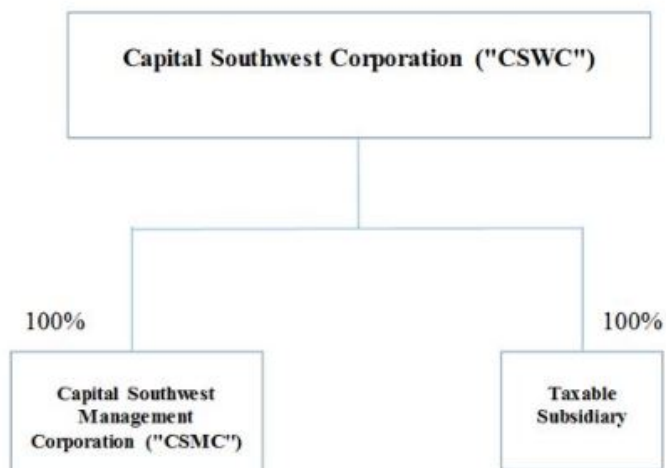 Capital Southwest Corporation ("CSWC")
100%
100%
Capital Southwest
Management
Corporation ("CSMC")
Taxable
Subsidiary